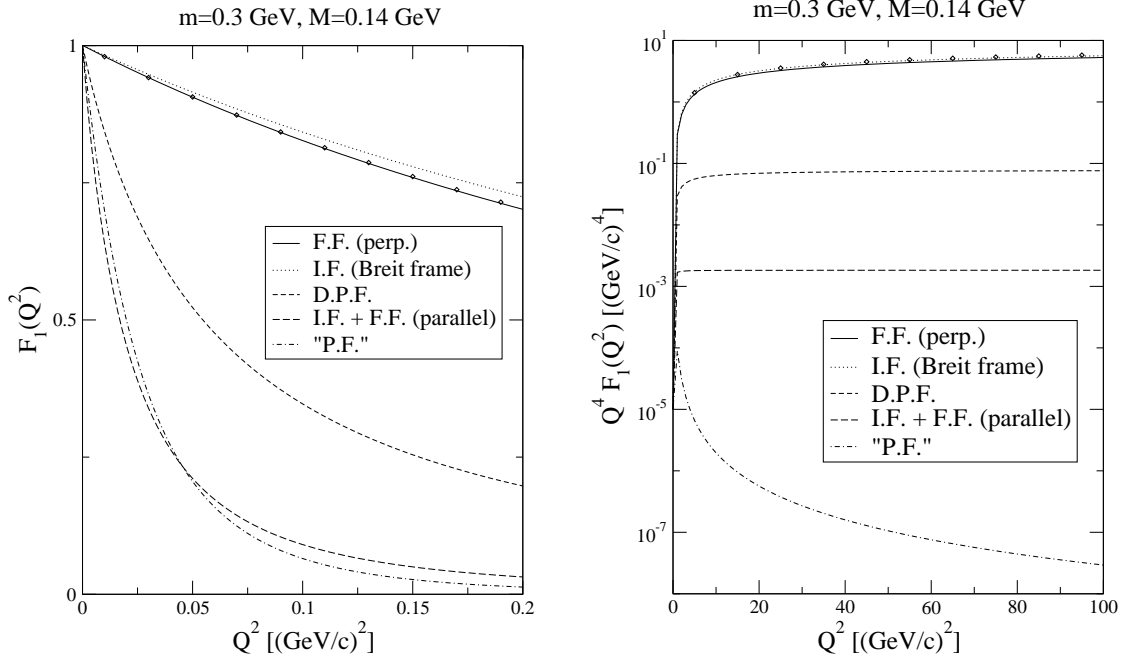 m=0.3 GeV, M=0.14 GeV
1
0.5
0
F₁(Q²)
F.F. (perp.)
I.F. (Breit frame)
D.P.F.
I.F. + F.F. (parallel)
"P.F."
0 0.05 0.1 0.15 0.2
Q² [(GeV/c)²]
m=0.3 GeV, M=0.14 GeV
10¹
10⁻¹
10⁻³
10⁻⁵
10⁻⁷
Q⁴ F₁(Q²) [(GeV/c)⁴]
F.F. (perp.)
I.F. (Breit frame)
D.P.F.
I.F. + F.F. (parallel)
"P.F."
0 20 40 60 80 100
Q² [(GeV/c)²]